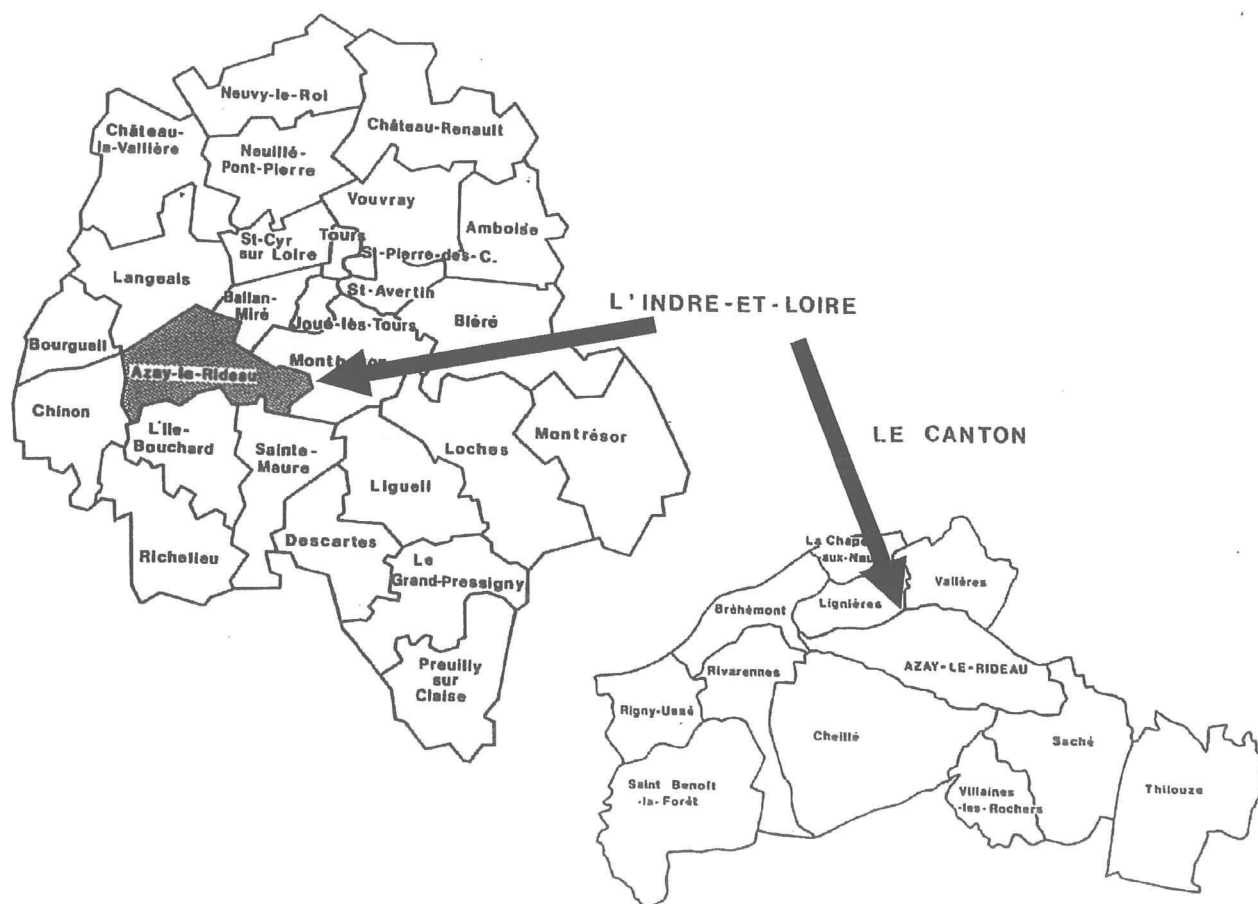 Neuvy-le-Roi
Château-
la-Vallière
Neuillé-
Pont-Pierre
Château-Renault
Vouvray
Amboise
St-Cyr
sur Loire
Tours
St-Pierre-des-C.
Langeais
Ballan-
Miré
St-Avertin
Joué-lès-Tours
Bléré
Bourgueil
Azay-le-Rideau
Chinon
L'Ile-
Bouchard
Sainte-
Maure
Loches
Montrésor
Ligueil
Richelieu
Descartes
Le
Grand-Pressigny
Preuilly
sur
Claise
L'INDRE-ET-LOIRE
LE CANTON
La
aux-
Vallères
Lignières
Bréhémont
Rivarennes
AZAY-LE-RIDEAU
Rigny-Ussé
Cheillé
Saché
Saint Benoît
-la-Forêt
Villaines
-les-Rochers
Thilouze